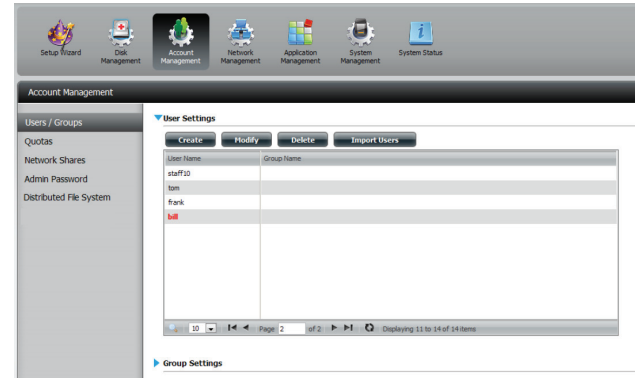 Setup Wizard
Disk Management
Account Management
Network Management
Application Management
System Management
System Status
Account Management
Users / Groups
Quotas
Network Shares
Admin Password
Distributed File System
User Settings
Create Modify Delete Import Users
User Name Group Name
staff10
tom
frank
bill
10 Page 2 of 2 Displaying 11 to 14 of 14 items
Group Settings